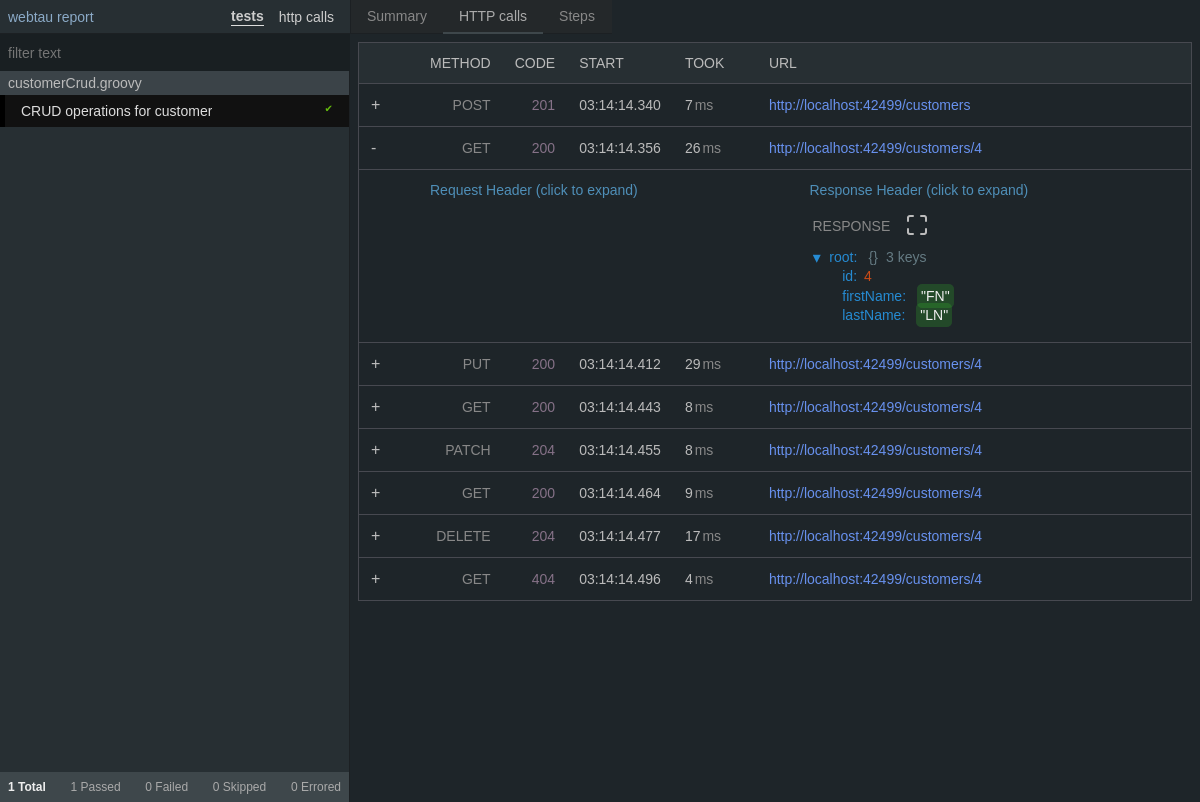 webtau report tests http calls
Summary HTTP calls Steps
filter text
customerCrud.groovy
CRUD operations for customer ✔
METHOD CODE START TOOK URL
+ POST 201 03:14:14.340 7 ms http://localhost:42499/customers
- GET 200 03:14:14.356 26 ms http://localhost:42499/customers/4
Request Header (click to expand) Response Header (click to expand)
RESPONSE
▼ root: {} 3 keys
id: 4
firstName: "FN"
lastName: "LN"
+ PUT 200 03:14:14.412 29 ms http://localhost:42499/customers/4
+ GET 200 03:14:14.443 8 ms http://localhost:42499/customers/4
+ PATCH 204 03:14:14.455 8 ms http://localhost:42499/customers/4
+ GET 200 03:14:14.464 9 ms http://localhost:42499/customers/4
+ DELETE 204 03:14:14.477 17 ms http://localhost:42499/customers/4
+ GET 404 03:14:14.496 4 ms http://localhost:42499/customers/4
1 Total 1 Passed 0 Failed 0 Skipped 0 Errored